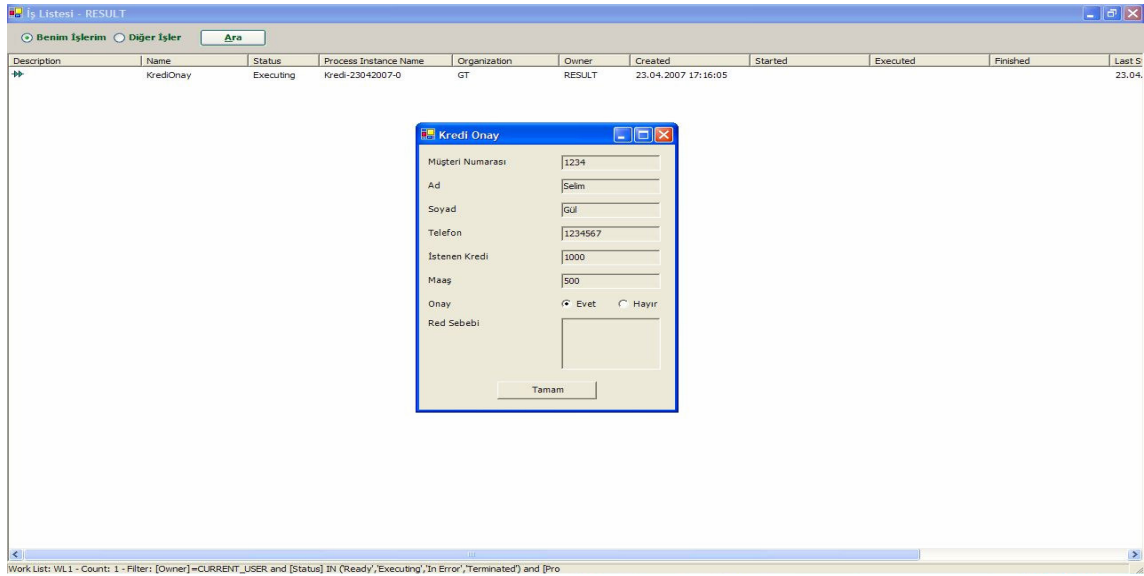 İş Listesi - RESULT
Benim İşlerim Diğer İşler Ara
Description Name Status Process Instance Name Organization Owner Created Started Executed Finished Last S
KrediOnay Executing Kredi-23042007-0 GT RESULT 23.04.2007 17:16:05 23.04.
Kredi Onay
Müşteri Numarası 1234
Ad Selim
Soyad Gül
Telefon 1234567
İstenen Kredi 1000
Maaş 500
Onay Evet Hayır
Red Sebebi
Tamam
Work List: WL1 - Count: 1 - Filter: [Owner]=CURRENT_USER and [Status] IN ('Ready','Executing','In Error','Terminated') and [Pro